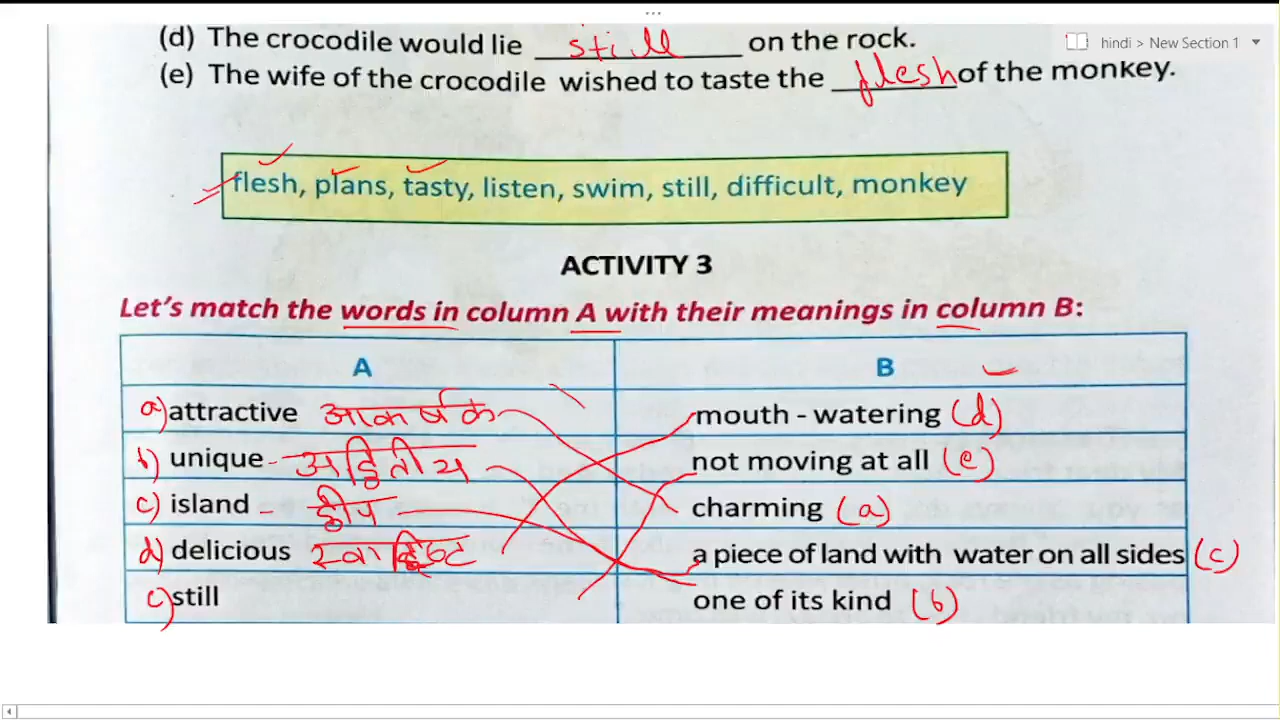 (d) The crocodile would lie still on the rock.
hindi > New Section 1
(e) The wife of the crocodile wished to taste the flesh of the monkey.
flesh, plans, tasty, listen, swim, still, difficult, monkey
ACTIVITY 3
Let's match the words in column A with their meanings in column B:
A B
a) attractive आकर्षक mouth - watering (d)
b) unique - अद्वितीय not moving at all (e)
c) island - द्वीप charming (a)
d) delicious स्वादिष्ट a piece of land with water on all sides (c)
e) still one of its kind (b)